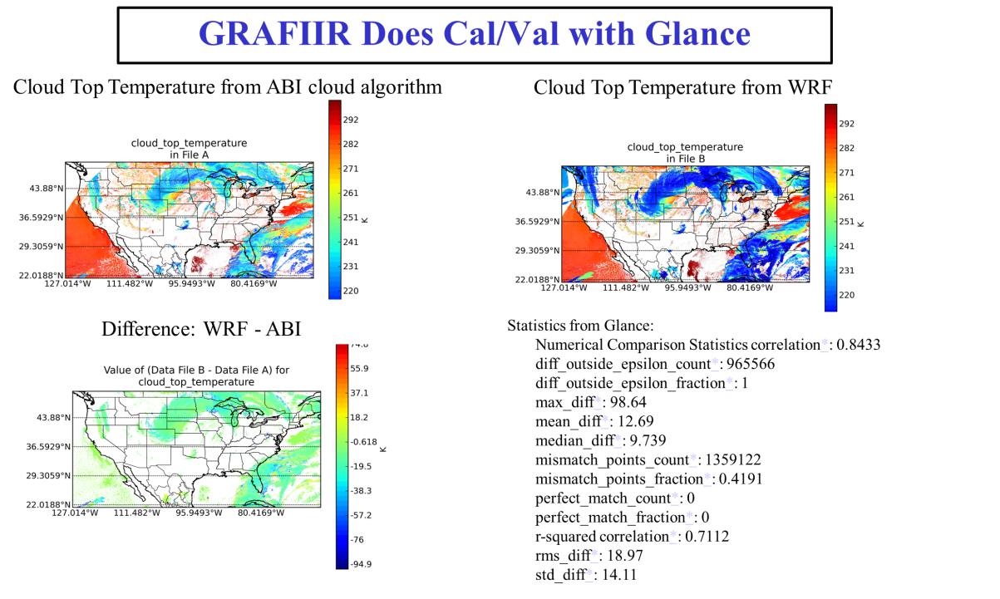 GRAFIIR Does Cal/Val with Glance
Cloud Top Temperature from ABI cloud algorithm
cloud_top_temperature
in File A
43.88°N
36.5929°N
29.3059°N
22.0188°N
127.014°W 111.482°W 95.9493°W 80.4169°W
292
282
271
261
251
241
231
220
K
Cloud Top Temperature from WRF
cloud_top_temperature
in File B
43.88°N
36.5929°N
29.3059°N
22.0188°N
127.014°W 111.482°W 95.9493°W 80.4169°W
292
282
271
261
251
241
231
220
K
Difference: WRF - ABI
Value of (Data File B - Data File A) for
cloud_top_temperature
43.88°N
36.5929°N
29.3059°N
22.0188°N
127.014°W 111.482°W 95.9493°W 80.4169°W
74.6
55.9
37.1
18.2
-0.618
-19.5
-38.3
-57.2
-76
-94.9
K
Statistics from Glance:
Numerical Comparison Statistics correlation*: 0.8433
diff_outside_epsilon_count*: 965566
diff_outside_epsilon_fraction*: 1
max_diff*: 98.64
mean_diff*: 12.69
median_diff*: 9.739
mismatch_points_count*: 1359122
mismatch_points_fraction*: 0.4191
perfect_match_count*: 0
perfect_match_fraction*: 0
r-squared correlation*: 0.7112
rms_diff*: 18.97
std_diff*: 14.11